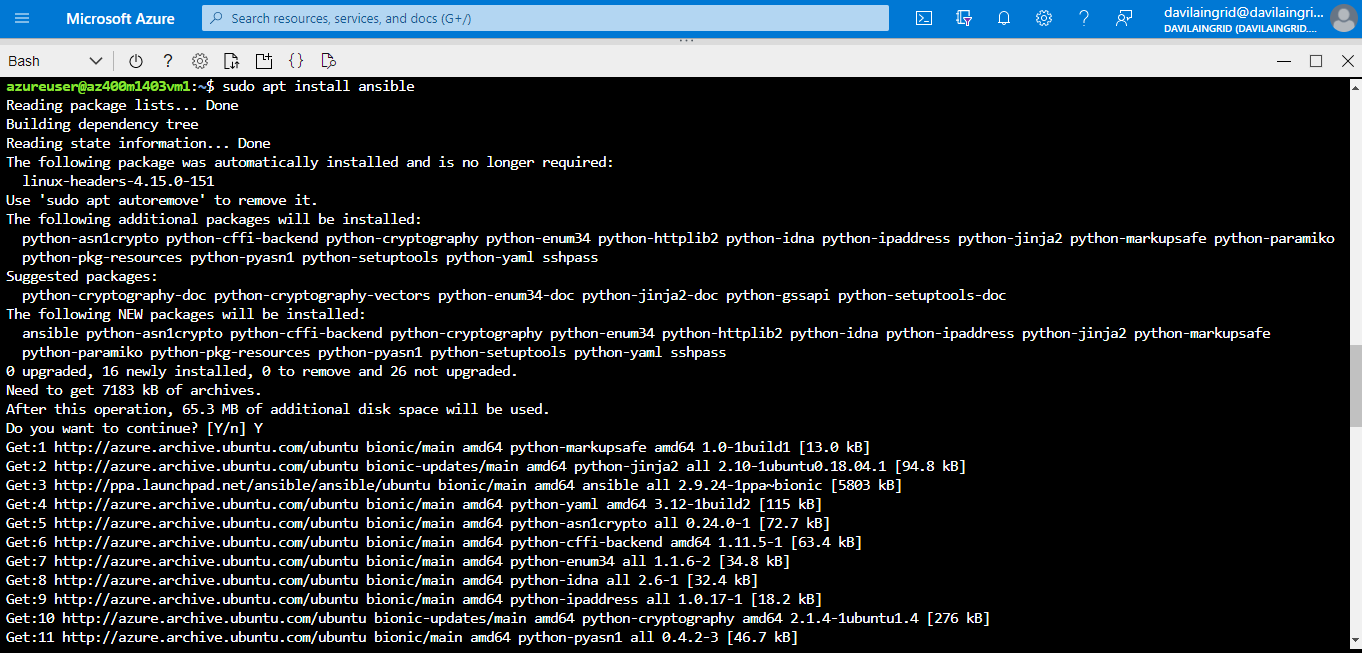 Microsoft Azure
Search resources, services, and docs (G+/)
davilaingrid@davilaingri...
DAVILAINGRID (DAVILAINGRID....
Bash
azureuser@az400m1403vm1:~$ sudo apt install ansible
Reading package lists... Done
Building dependency tree
Reading state information... Done
The following package was automatically installed and is no longer required:
linux-headers-4.15.0-151
Use 'sudo apt autoremove' to remove it.
The following additional packages will be installed:
python-asn1crypto python-cffi-backend python-cryptography python-enum34 python-httplib2 python-idna python-ipaddress python-jinja2 python-markupsafe python-paramiko
python-pkg-resources python-pyasn1 python-setuptools python-yaml sshpass
Suggested packages:
python-cryptography-doc python-cryptography-vectors python-enum34-doc python-jinja2-doc python-gssapi python-setuptools-doc
The following NEW packages will be installed:
ansible python-asn1crypto python-cffi-backend python-cryptography python-enum34 python-httplib2 python-idna python-ipaddress python-jinja2 python-markupsafe
python-paramiko python-pkg-resources python-pyasn1 python-setuptools python-yaml sshpass
0 upgraded, 16 newly installed, 0 to remove and 26 not upgraded.
Need to get 7183 kB of archives.
After this operation, 65.3 MB of additional disk space will be used.
Do you want to continue? [Y/n] Y
Get:1 http://azure.archive.ubuntu.com/ubuntu bionic/main amd64 python-markupsafe amd64 1.0-1build1 [13.0 kB]
Get:2 http://azure.archive.ubuntu.com/ubuntu bionic-updates/main amd64 python-jinja2 all 2.10-1ubuntu0.18.04.1 [94.8 kB]
Get:3 http://ppa.launchpad.net/ansible/ansible/ubuntu bionic/main amd64 ansible all 2.9.24-1ppa~bionic [5803 kB]
Get:4 http://azure.archive.ubuntu.com/ubuntu bionic/main amd64 python-yaml amd64 3.12-1build2 [115 kB]
Get:5 http://azure.archive.ubuntu.com/ubuntu bionic/main amd64 python-asn1crypto all 0.24.0-1 [72.7 kB]
Get:6 http://azure.archive.ubuntu.com/ubuntu bionic/main amd64 python-cffi-backend amd64 1.11.5-1 [63.4 kB]
Get:7 http://azure.archive.ubuntu.com/ubuntu bionic/main amd64 python-enum34 all 1.1.6-2 [34.8 kB]
Get:8 http://azure.archive.ubuntu.com/ubuntu bionic/main amd64 python-idna all 2.6-1 [32.4 kB]
Get:9 http://azure.archive.ubuntu.com/ubuntu bionic/main amd64 python-ipaddress all 1.0.17-1 [18.2 kB]
Get:10 http://azure.archive.ubuntu.com/ubuntu bionic-updates/main amd64 python-cryptography amd64 2.1.4-1ubuntu1.4 [276 kB]
Get:11 http://azure.archive.ubuntu.com/ubuntu bionic/main amd64 python-pyasn1 all 0.4.2-3 [46.7 kB]